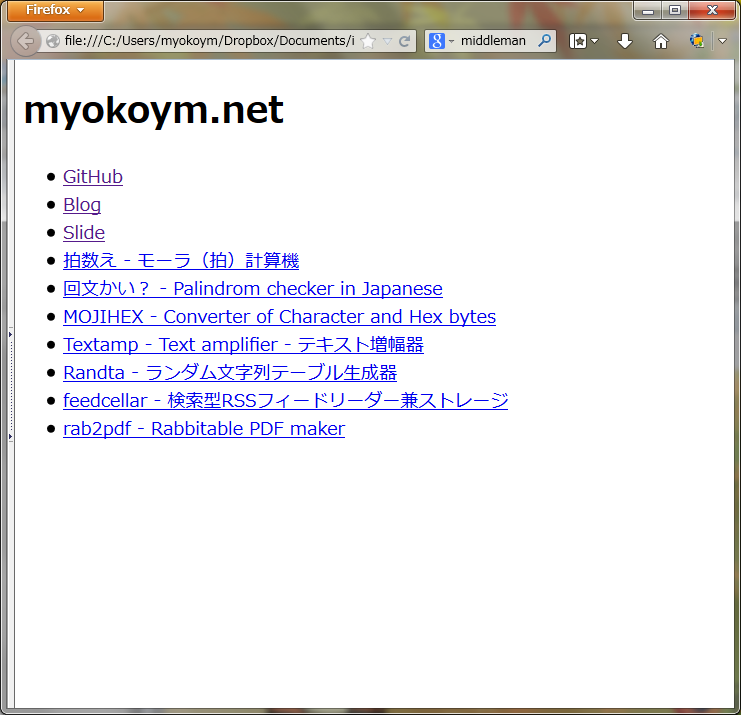 Firefox
file:///C:/Users/myokoym/Dropbox/Documents/i
middleman
myokoym.net
GitHub
Blog
Slide
拍数え - モーラ（拍）計算機
回文かい？ - Palindrom checker in Japanese
MOJIHEX - Converter of Character and Hex bytes
Textamp - Text amplifier - テキスト増幅器
Randta - ランダム文字列テーブル生成器
feedcellar - 検索型RSSフィードリーダー兼ストレージ
rab2pdf - Rabbitable PDF maker